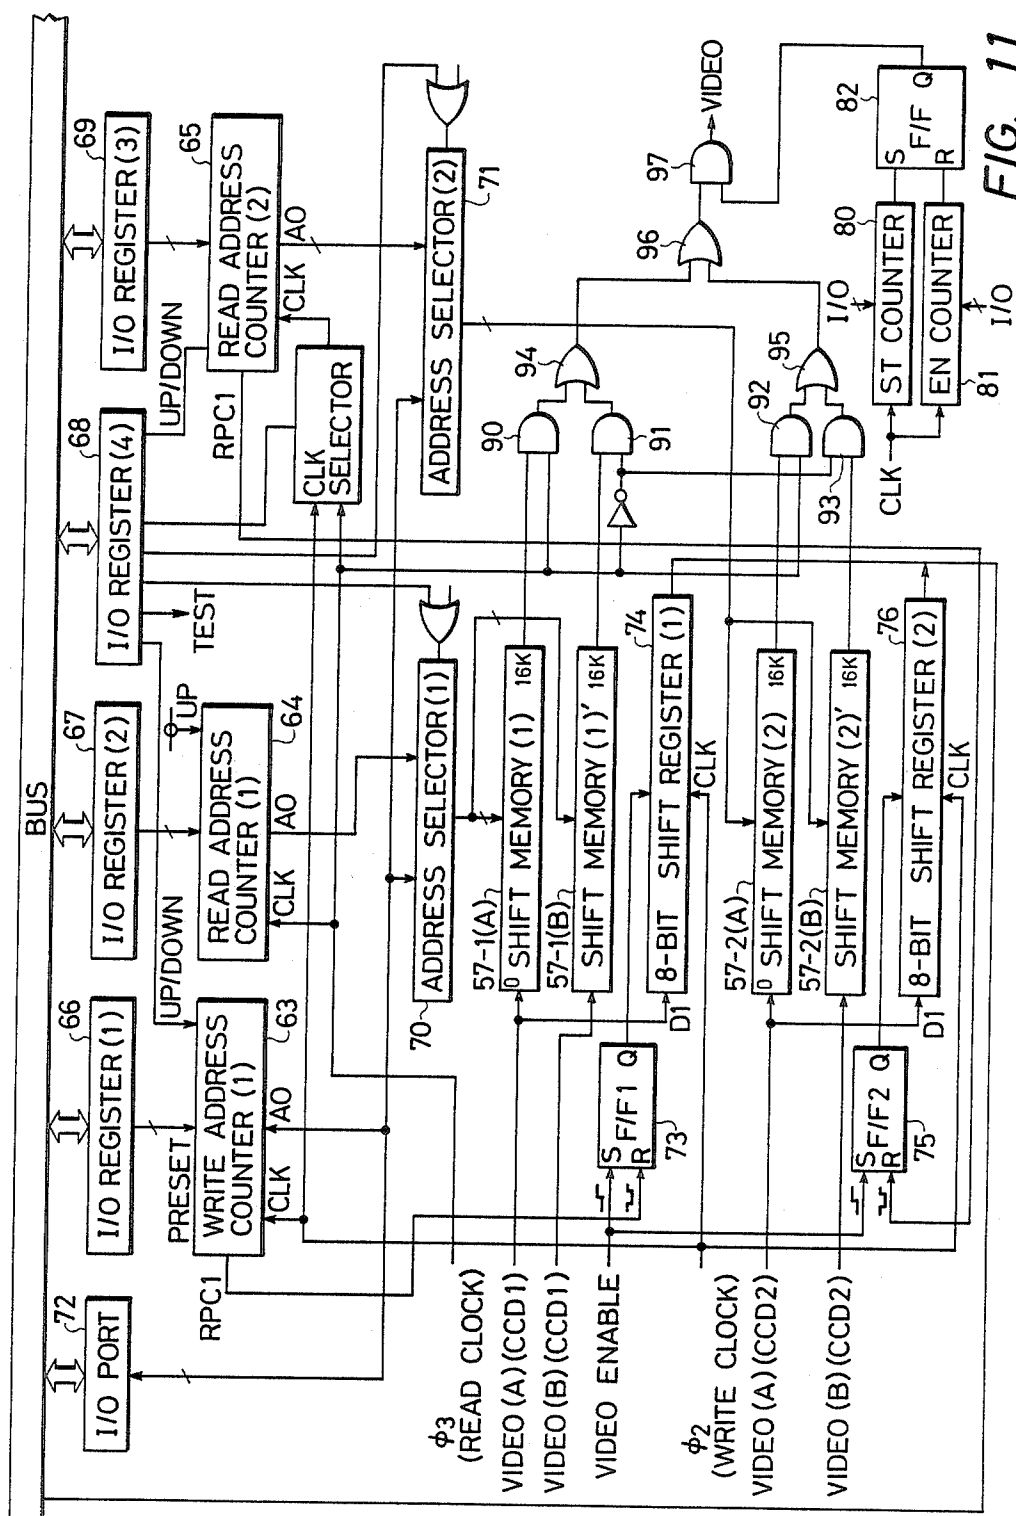 BUS
72
I/O PORT
66
I/O REGISTER (1)
67
I/O REGISTER (2)
68
I/O REGISTER (4)
69
I/O REGISTER (3)
PRESET
UP/DOWN
UP
TEST
UP/DOWN
WRITE ADDRESS
COUNTER (1)
63
RPC1
CLK
AO
READ ADDRESS
COUNTER (1)
64
CLK
AO
RPC1
READ ADDRESS
COUNTER (2)
65
CLK
AO
CLK
SELECTOR
70
ADDRESS SELECTOR (1)
ADDRESS SELECTOR (2)
71
φ3
(READ CLOCK)
VIDEO (A) (CCD1)
VIDEO (B) (CCD1)
VIDEO ENABLE
φ2
(WRITE CLOCK)
VIDEO (A) (CCD2)
VIDEO (B) (CCD2)
57-1(A)
0 SHIFT MEMORY (1) 16K
57-1(B)
SHIFT MEMORY (1)' 16K
S
F/F1 Q
R
73
74
8-BIT SHIFT REGISTER (1)
D1
CLK
57-2(A)
0 SHIFT MEMORY (2) 16K
57-2(B)
SHIFT MEMORY (2)' 16K
S F/F2 Q
R
75
76
8-BIT SHIFT REGISTER (2)
D1
CLK
90
91
94
92
93
95
96
97
VIDEO
CLK
I/O
80
ST COUNTER
EN COUNTER
81
I/O
82
S
F/F Q
R
FIG. 11